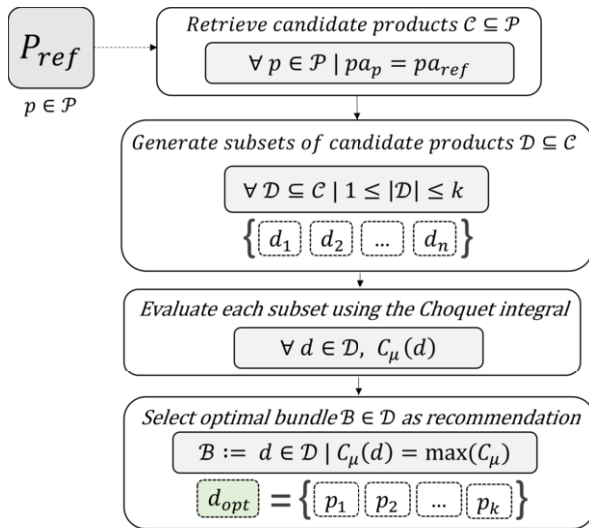 P_ref
p ∈ 𝒫
Retrieve candidate products 𝒞 ⊆ 𝒫
∀ p ∈ 𝒫 | pa_p = pa_ref
Generate subsets of candidate products 𝒟 ⊆ 𝒞
∀ 𝒟 ⊆ 𝒞 | 1 ≤ |𝒟| ≤ k
{ d_1 d_2 ... d_n }
Evaluate each subset using the Choquet integral
∀ d ∈ 𝒟, C_μ(d)
Select optimal bundle ℬ ∈ 𝒟 as recommendation
ℬ := d ∈ 𝒟 | C_μ(d) = max(C_μ)
d_opt = { p_1 p_2 ... p_k }